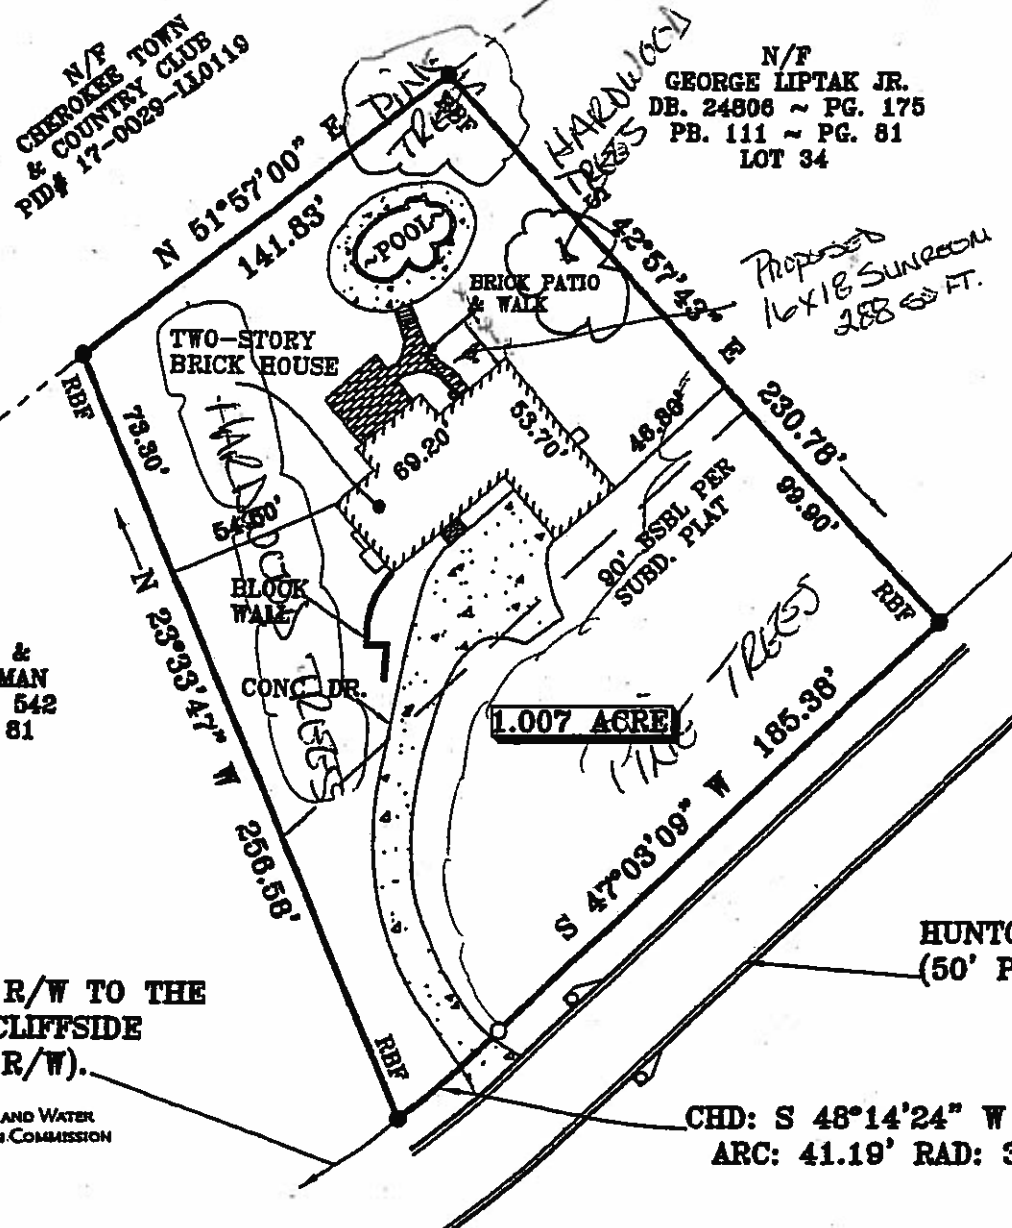 N/F
CHEROKEE TOWN
& COUNTRY CLUB
PID# 17-0029-LL0119
N/F
GEORGE LIPTAK JR.
DB. 24806 ~ PG. 175
PB. 111 ~ PG. 81
LOT 34
PINE
TREES
RBF
HARDWOOD
TREES
N 51°57'00" E
141.83'
~POOL~
S 42°57'43" E
230.78'
PROPOSED
16X18 SUNROOM
288 SQ FT.
BRICK PATIO
& WALK
TWO-STORY
BRICK HOUSE
RBF
73.30'
HARDWOOD TREES
69.20'
53.70'
48.80'
54.60'
99.90'
90' BSBL PER
SUBD. PLAT
RBF
BLOCK
WALL
N 23°33'47" W
256.58'
&
MAN
542
81
CONC. DR.
1.007 ACRE
PINE TREES
S 47°03'09" W
185.38'
R/W TO THE
CLIFFSIDE
R/W).
AND WATER
COMMISSION
RBF
HUNTC
(50' P
CHD: S 48°14'24" W
ARC: 41.19' RAD: 3